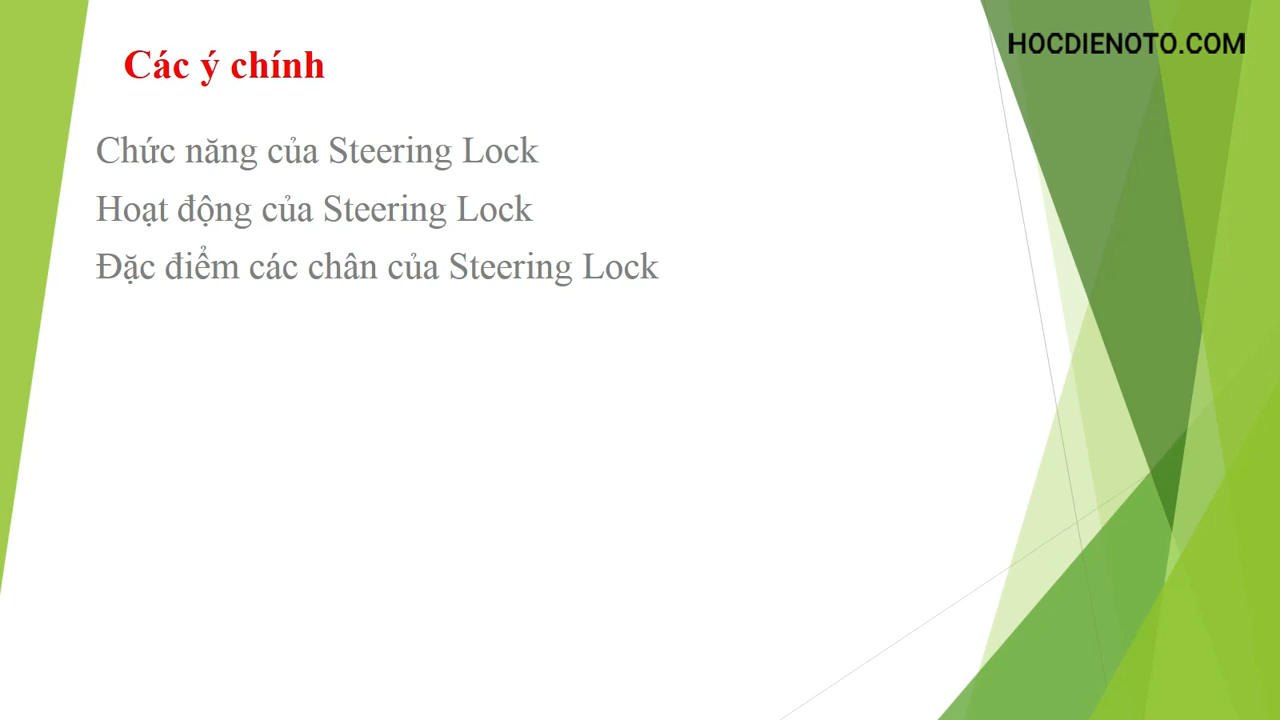 HOCDIENOTO.COM
Các ý chính
Chức năng của Steering Lock
Hoạt động của Steering Lock
Đặc điểm các chân của Steering Lock